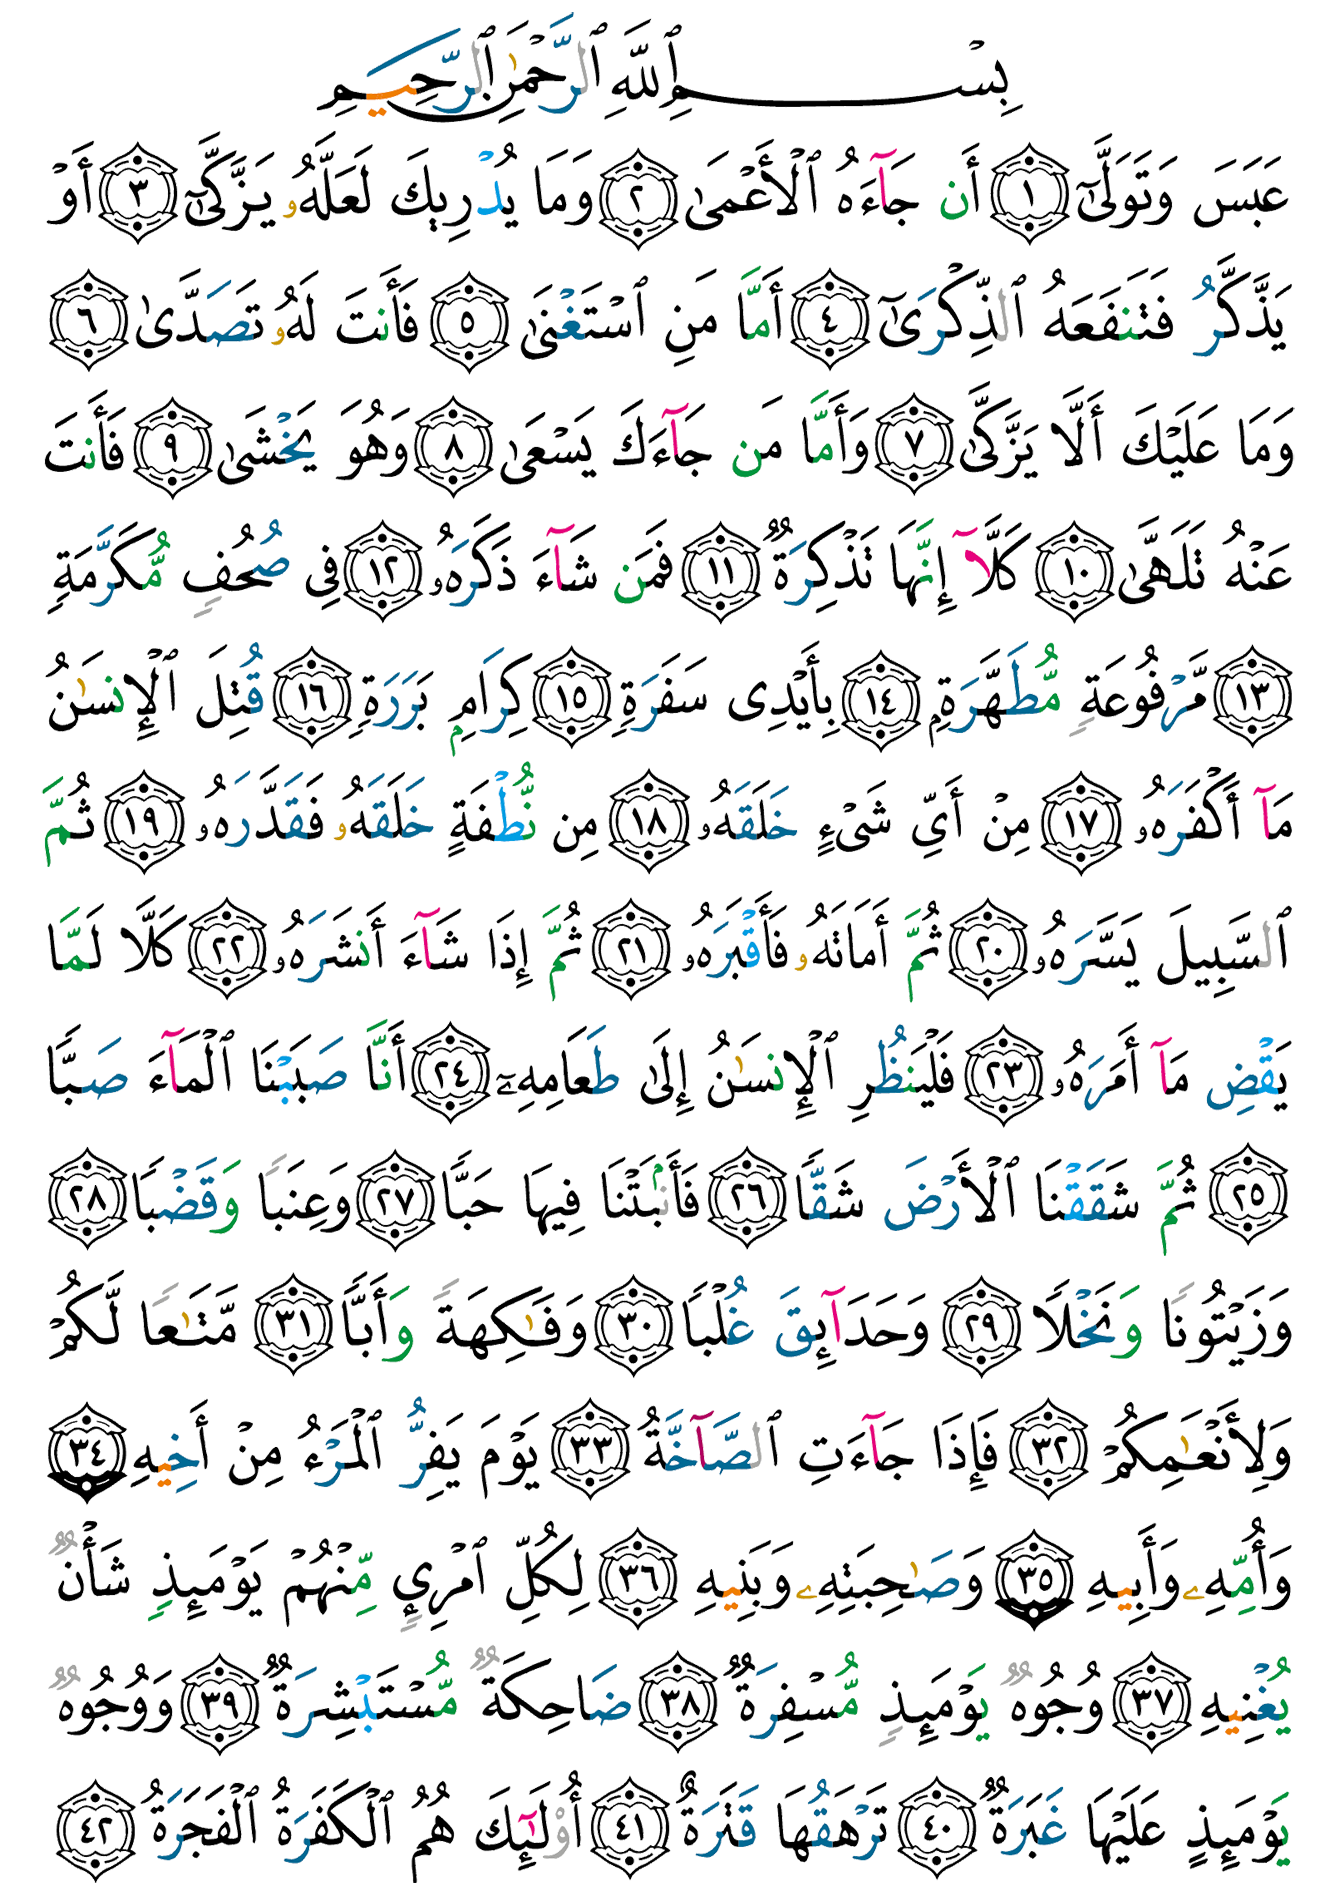 بِسْمِ ٱللَّهِ ٱلرَّحْمَٰنِ ٱلرَّحِيمِ
عَبَسَ وَتَوَلَّىٰٓ ١ أَن جَآءَهُ ٱلْأَعْمَىٰ ٢ وَمَا يُدْرِيكَ لَعَلَّهُۥ يَزَّكَّىٰٓ ٣ أَوْ
يَذَّكَّرُ فَتَنفَعَهُ ٱلذِّكْرَىٰٓ ٤ أَمَّا مَنِ ٱسْتَغْنَىٰ ٥ فَأَنتَ لَهُۥ تَصَدَّىٰ ٦
وَمَا عَلَيْكَ أَلَّا يَزَّكَّىٰ ٧ وَأَمَّا مَن جَآءَكَ يَسْعَىٰ ٨ وَهُوَ يَخْشَىٰ ٩ فَأَنتَ
عَنْهُ تَلَهَّىٰ ١٠ كَلَّآ إِنَّهَا تَذْكِرَةٌ ١١ فَمَن شَآءَ ذَكَرَهُۥ ١٢ فِى صُحُفٍ مُّكَرَّمَةٍ
١٣ مَّرْفُوعَةٍ مُّطَهَّرَةٍۭ ١٤ بِأَيْدِى سَفَرَةٍ ١٥ كِرَامٍۭ بَرَرَةٍ ١٦ قُتِلَ ٱلْإِنسَٰنُ
مَآ أَكْفَرَهُۥ ١٧ مِنْ أَىِّ شَىْءٍ خَلَقَهُۥ ١٨ مِن نُّطْفَةٍ خَلَقَهُۥ فَقَدَّرَهُۥ ١٩ ثُمَّ
ٱلسَّبِيلَ يَسَّرَهُۥ ٢٠ ثُمَّ أَمَاتَهُۥ فَأَقْبَرَهُۥ ٢١ ثُمَّ إِذَا شَآءَ أَنشَرَهُۥ ٢٢ كَلَّا لَمَّا
يَقْضِ مَآ أَمَرَهُۥ ٢٣ فَلْيَنظُرِ ٱلْإِنسَٰنُ إِلَىٰ طَعَامِهِۦٓ ٢٤ أَنَّا صَبَبْنَا ٱلْمَآءَ صَبًّا
٢٥ ثُمَّ شَقَقْنَا ٱلْأَرْضَ شَقًّا ٢٦ فَأَنۢبَتْنَا فِيهَا حَبًّا ٢٧ وَعِنَبًا وَقَضْبًا ٢٨
وَزَيْتُونًا وَنَخْلًا ٢٩ وَحَدَآئِقَ غُلْبًا ٣٠ وَفَٰكِهَةً وَأَبًّا ٣١ مَّتَٰعًا لَّكُمْ
وَلِأَنْعَٰمِكُمْ ٣٢ فَإِذَا جَآءَتِ ٱلصَّآخَّةُ ٣٣ يَوْمَ يَفِرُّ ٱلْمَرْءُ مِنْ أَخِيهِ ٣٤
وَأُمِّهِۦ وَأَبِيهِ ٣٥ وَصَٰحِبَتِهِۦ وَبَنِيهِ ٣٦ لِكُلِّ ٱمْرِئٍ مِّنْهُمْ يَوْمَئِذٍ شَأْنٌ
يُغْنِيهِ ٣٧ وُجُوهٌ يَوْمَئِذٍ مُّسْفِرَةٌ ٣٨ ضَاحِكَةٌ مُّسْتَبْشِرَةٌ ٣٩ وَوُجُوهٌ
يَوْمَئِذٍ عَلَيْهَا غَبَرَةٌ ٤٠ تَرْهَقُهَا قَتَرَةٌ ٤١ أُو۟لَٰٓئِكَ هُمُ ٱلْكَفَرَةُ ٱلْفَجَرَةُ ٤٢